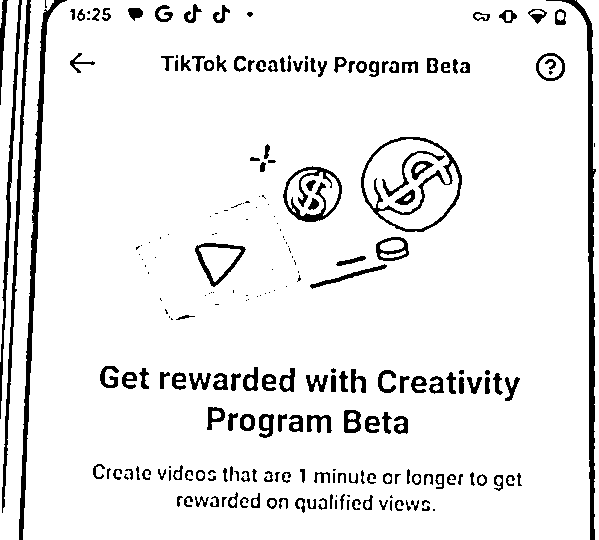 16:25
TikTok Creativity Program Beta
Get rewarded with Creativity
Program Beta
Create videos that are 1 minute or longer to get
rewarded on qualified views.